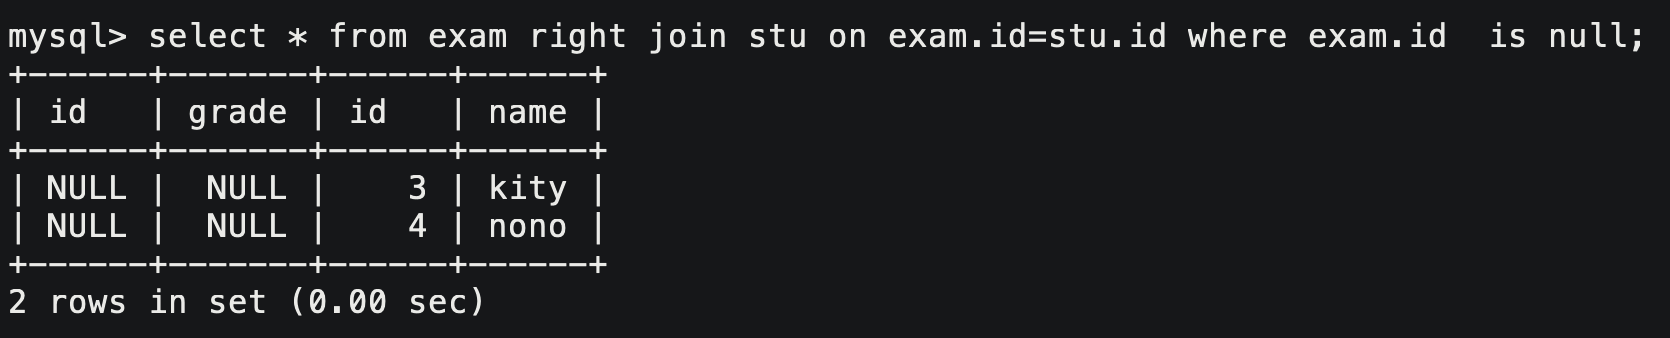 mysql> select * from exam right join stu on exam.id=stu.id where exam.id  is null;
+------+-------+------+------+
| id   | grade | id   | name |
+------+-------+------+------+
| NULL |  NULL |    3 | kity |
| NULL |  NULL |    4 | nono |
+------+-------+------+------+
2 rows in set (0.00 sec)